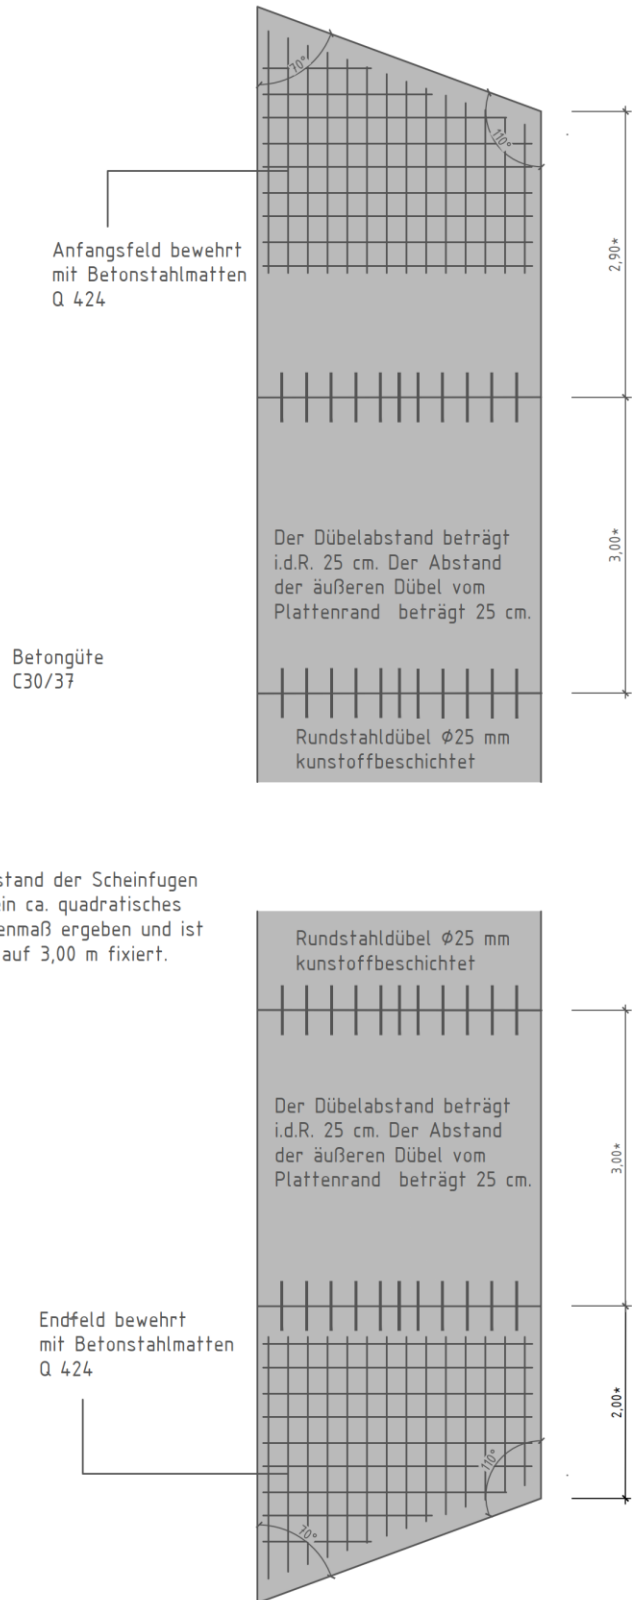 70°
110°
2,90*
Anfangsfeld bewehrt
mit Betonstahlmatten
Q 424
3,00*
Der Dübelabstand beträgt
i.d.R. 25 cm. Der Abstand
der äußeren Dübel vom
Plattenrand beträgt 25 cm.
Betongüte
C30/37
Rundstahldübel Ø25 mm
kunstoffbeschichtet
stand der Scheinfugen
ein ca. quadratisches
enmaß ergeben und ist
auf 3,00 m fixiert.
Rundstahldübel Ø25 mm
kunstoffbeschichtet
Der Dübelabstand beträgt
i.d.R. 25 cm. Der Abstand
der äußeren Dübel vom
Plattenrand beträgt 25 cm.
3,00*
Endfeld bewehrt
mit Betonstahlmatten
Q 424
2,00*
110°
70°